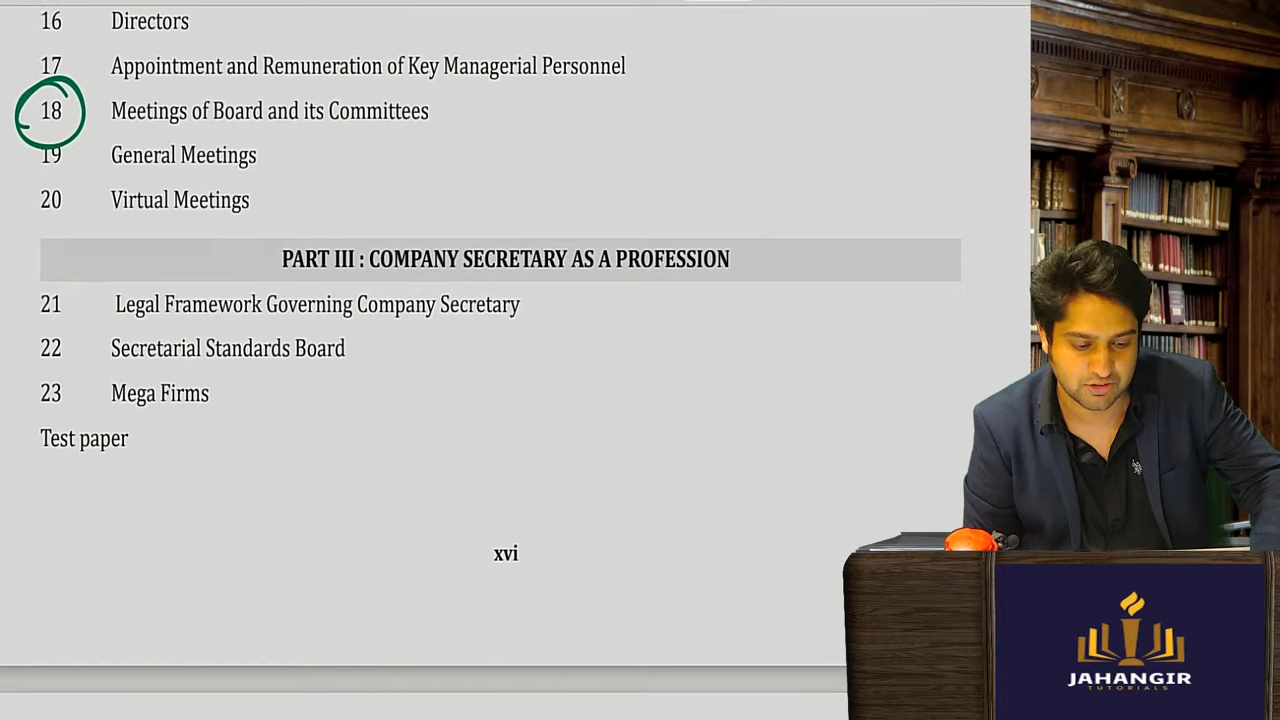 16 Directors
17 Appointment and Remuneration of Key Managerial Personnel
18 Meetings of Board and its Committees
19 General Meetings
20 Virtual Meetings
PART III : COMPANY SECRETARY AS A PROFESSION
21 Legal Framework Governing Company Secretary
22 Secretarial Standards Board
23 Mega Firms
Test paper
xvi
JAHANGIR
TUTORIALS